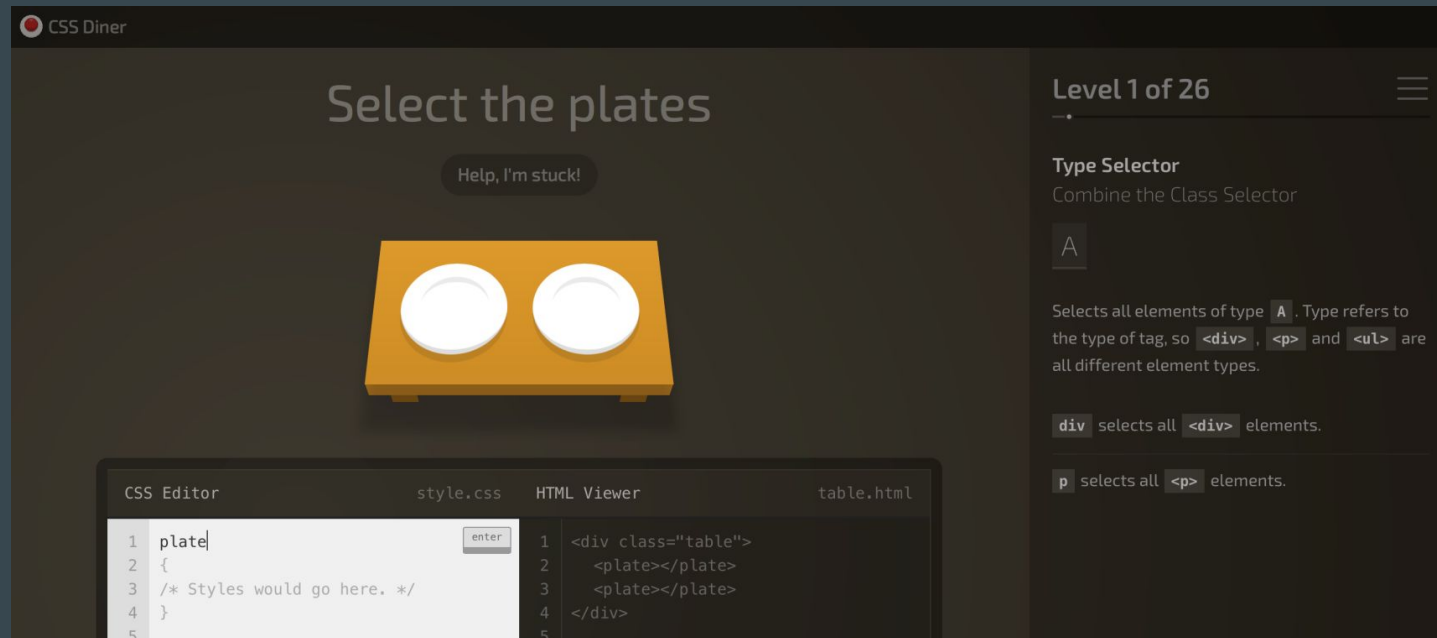 CSS Diner
Select the plates
Help, I'm stuck!
CSS Editor style.css
1 plate enter
2 {
3 /* Styles would go here. */
4 }
5
HTML Viewer table.html
1 <div class="table">
2 <plate></plate>
3 <plate></plate>
4 </div>
5
Level 1 of 26
Type Selector
Combine the Class Selector
A
Selects all elements of type A . Type refers to
the type of tag, so <div> , <p> and <ul> are
all different element types.
div selects all <div> elements.
p selects all <p> elements.